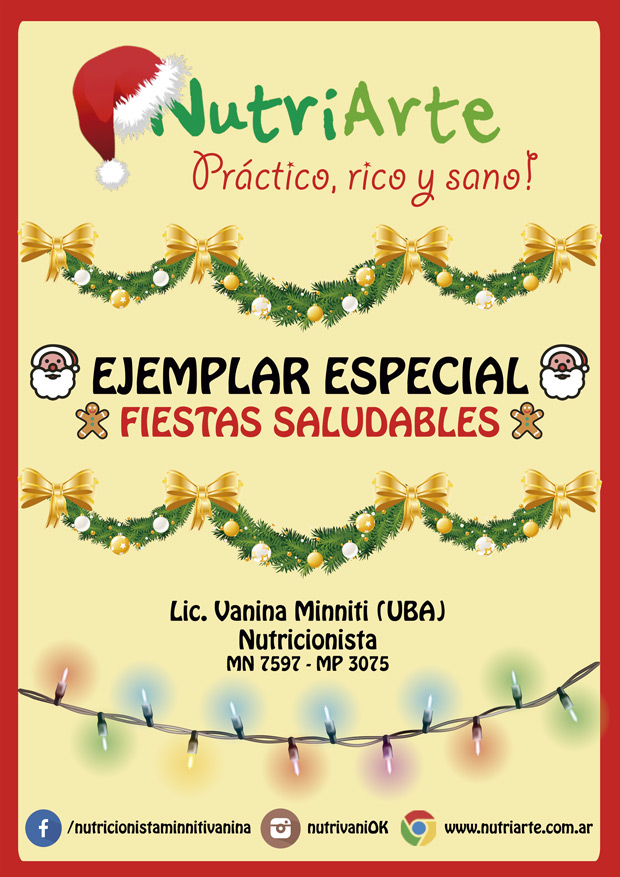 NutriArte
Práctico, rico y sano!
EJEMPLAR ESPECIAL
FIESTAS SALUDABLES
Lic. Vanina Minniti (UBA)
Nutricionista
MN 7597 - MP 3075
/nutricionistaminnitivanina nutrivaniOK www.nutriarte.com.ar